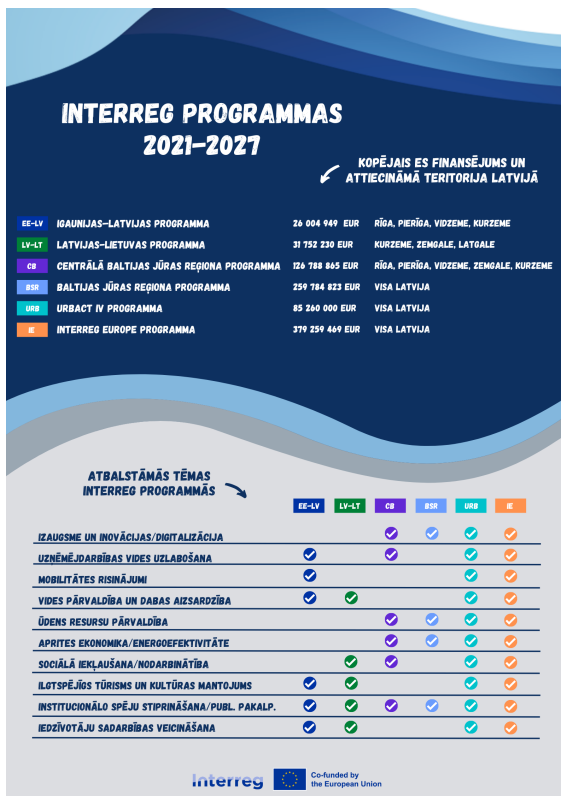 INTERREG PROGRAMMAS
2021–2027
KOPĒJAIS ES FINANSĒJUMS UN
ATTIECINĀMĀ TERITORIJA LATVIJĀ
EE-LV IGAUNIJAS–LATVIJAS PROGRAMMA 26 004 949 EUR RĪGA, PIERĪGA, VIDZEME, KURZEME
LV-LT LATVIJAS-LIETUVAS PROGRAMMA 31 752 230 EUR KURZEME, ZEMGALE, LATGALE
CB CENTRĀLĀ BALTIJAS JŪRAS REĢIONA PROGRAMMA 126 788 865 EUR RĪGA, PIERĪGA, VIDZEME, ZEMGALE, KURZEME
BSR BALTIJAS JŪRAS REĢIONA PROGRAMMA 259 784 823 EUR VISA LATVIJA
URB URBACT IV PROGRAMMA 85 260 000 EUR VISA LATVIJA
IE INTERREG EUROPE PROGRAMMA 379 259 469 EUR VISA LATVIJA
ATBALSTĀMĀS TĒMAS
INTERREG PROGRAMMĀS
EE-LV LV-LT CB BSR URB IE
IZAUGSME UN INOVĀCIJAS/DIGITALIZĀCIJA
UZŅĒMĒJDARBĪBAS VIDES UZLABOŠANA
MOBILITĀTES RISINĀJUMI
VIDES PĀRVALDĪBA UN DABAS AIZSARDZĪBA
ŪDENS RESURSU PĀRVALDĪBA
APRITES EKONOMIKA/ENERGOEFEKTIVITĀTE
SOCIĀLĀ IEKĻAUŠANA/NODARBINĀTĪBA
ILGTSPĒJĪGS TŪRISMS UN KULTŪRAS MANTOJUMS
INSTITUCIONĀLO SPĒJU STIPRINĀŠANA/PUBL. PAKALP.
IEDZĪVOTĀJU SADARBĪBAS VEICINĀŠANA
Interreg Co-funded by
the European Union